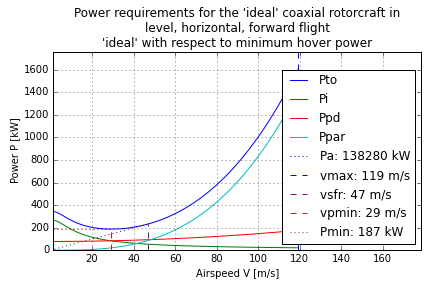 Power requirements for the 'ideal' coaxial rotorcraft in
level, horizontal, forward flight
'ideal' with respect to minimum hover power
Power P [kW]
1600
1400
1200
1000
800
600
400
200
0
20
40
60
80
100
120
140
160
Airspeed V [m/s]
Pto
Pi
Ppd
Ppar
Pa: 138280 kW
vmax: 119 m/s
vsfr: 47 m/s
vpmin: 29 m/s
Pmin: 187 kW